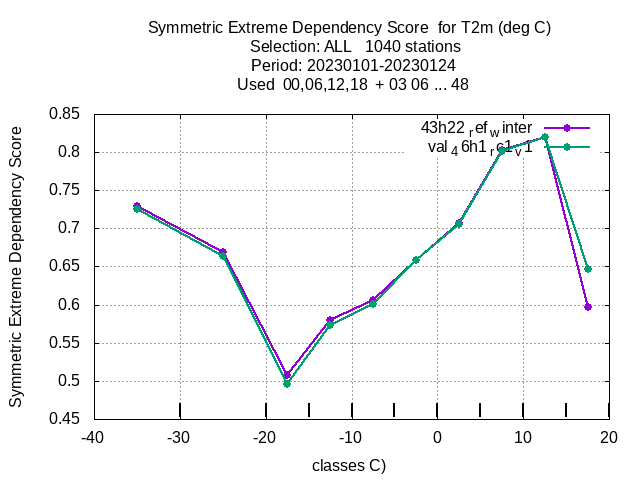 Symmetric Extreme Dependency Score for T2m (deg C)
Selection: ALL 1040 stations
Period: 20230101-20230124
Used 00,06,12,18 + 03 06 ... 48
Symmetric Extreme Dependency Score
0.85
0.8
0.75
0.7
0.65
0.6
0.55
0.5
0.45
43h22refwinter
val46h1rc1v1
-40 -30 -20 -10 0 10 20
classes C)